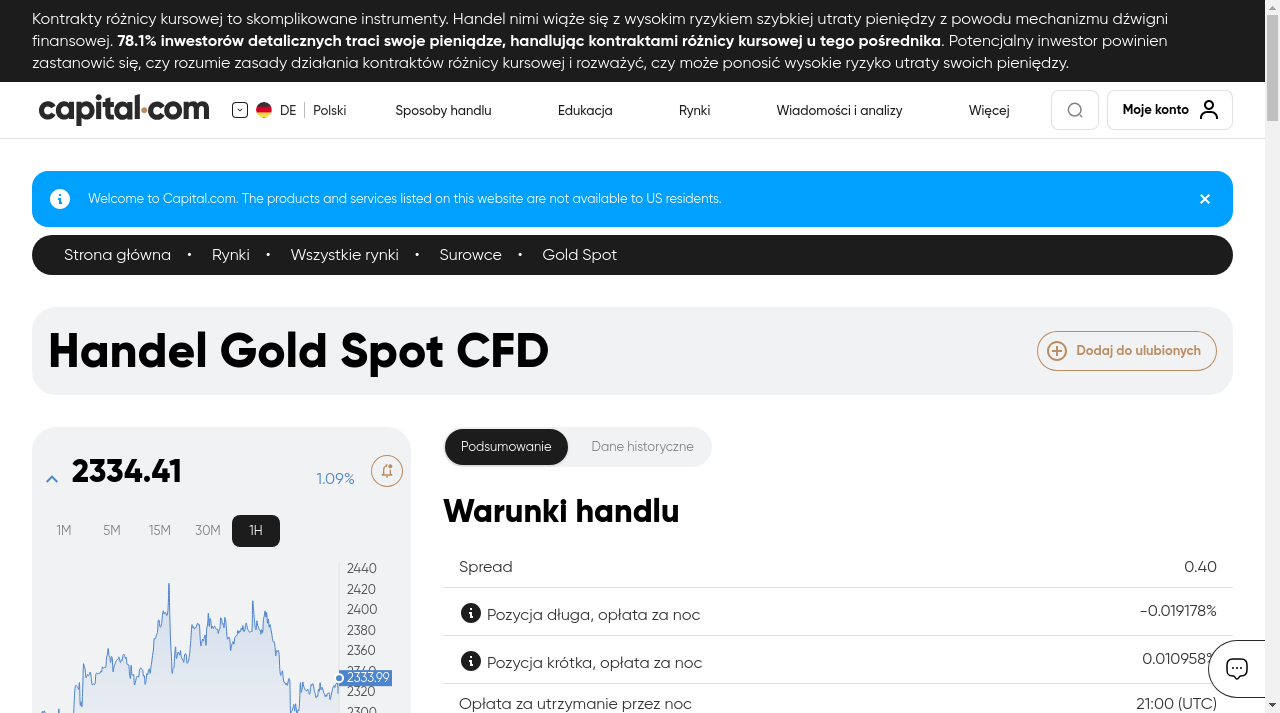 Kontrakty różnicy kursowej to skomplikowane instrumenty. Handel nimi wiąże się z wysokim ryzykiem szybkiej utraty pieniędzy z powodu mechanizmu dźwigni
finansowej. 78.1% inwestorów detalicznych traci swoje pieniądze, handlując kontraktami różnicy kursowej u tego pośrednika. Potencjalny inwestor powinien
zastanowić się, czy rozumie zasady działania kontraktów różnicy kursowej i rozważyć, czy może ponosić wysokie ryzyko utraty swoich pieniędzy.
capital.com DE Polski Sposoby handlu Edukacja Rynki Wiadomości i analizy Więcej Moje konto
Welcome to Capital.com. The products and services listed on this website are not available to US residents.
Strona główna • Rynki • Wszystkie rynki • Surowce • Gold Spot
Handel Gold Spot CFD
Dodaj do ulubionych
2334.41
1.09%
1M 5M 15M 30M 1H
2440
2420
2400
2380
2360
2340
2333.99
2320
2300
Podsumowanie Dane historyczne
Warunki handlu
Spread 0.40
Pozycja długa, opłata za noc -0.019178%
Pozycja krótka, opłata za noc 0.010958%
Opłata za utrzymanie przez noc 21:00 (UTC)